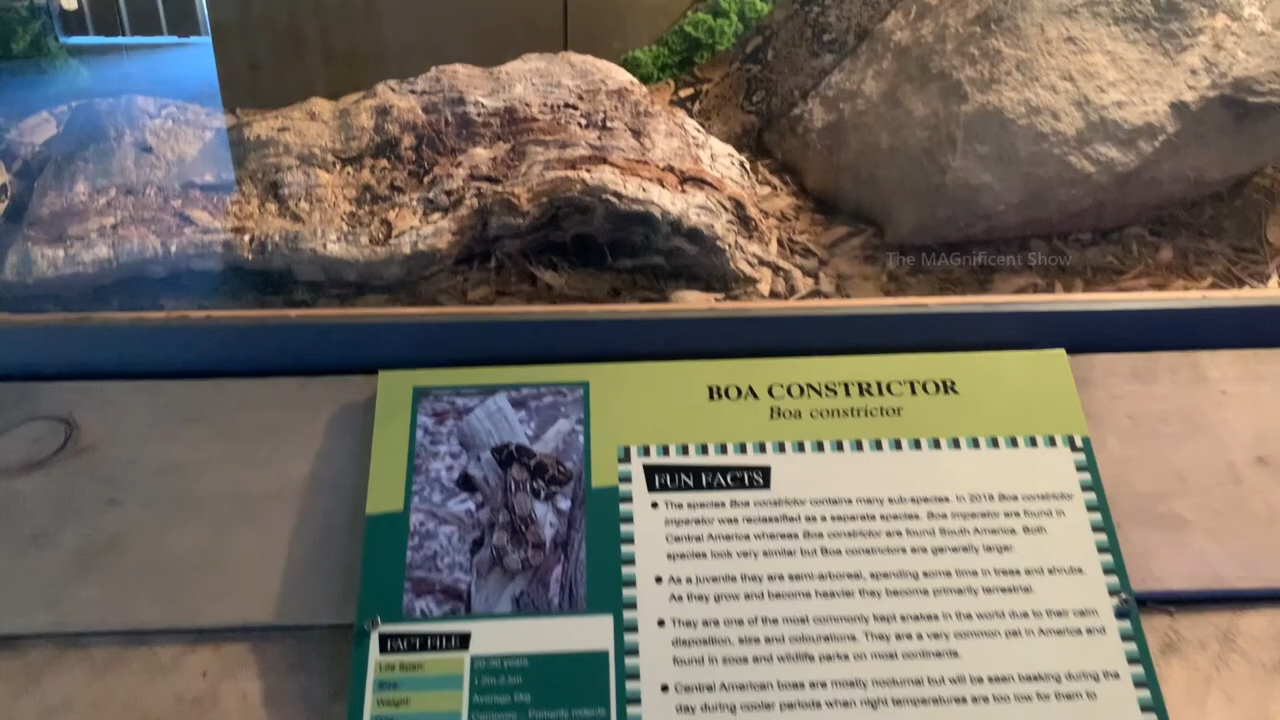 The MAGnificent Show
BOA CONSTRICTOR
Boa constrictor
FUN FACTS
The species Boa constrictor contains many sub-species. In 2016 Boa constrictor
imperator was reclassified as a separate species. Boa imperator are found in
Central America whereas Boa constrictor are found South America. Both
species look very similar but Boa constrictors are generally larger.
As a juvenile they are semi-arboreal, spending some time in trees and shrubs.
As they grow and become heavier they become primarily terrestrial.
They are one of the most commonly kept snakes in the world due to their calm
disposition, size and colourations. They are a very common pet in America and
found in zoos and wildlife parks on most continents.
Central American boas are mostly nocturnal but will be seen basking during the
day during cooler periods when night temperatures are too low for them to
FACT FILE
Life Span: 20-30 years
Size:
Weight: Average 6kg
Carnivore Primarily rodents